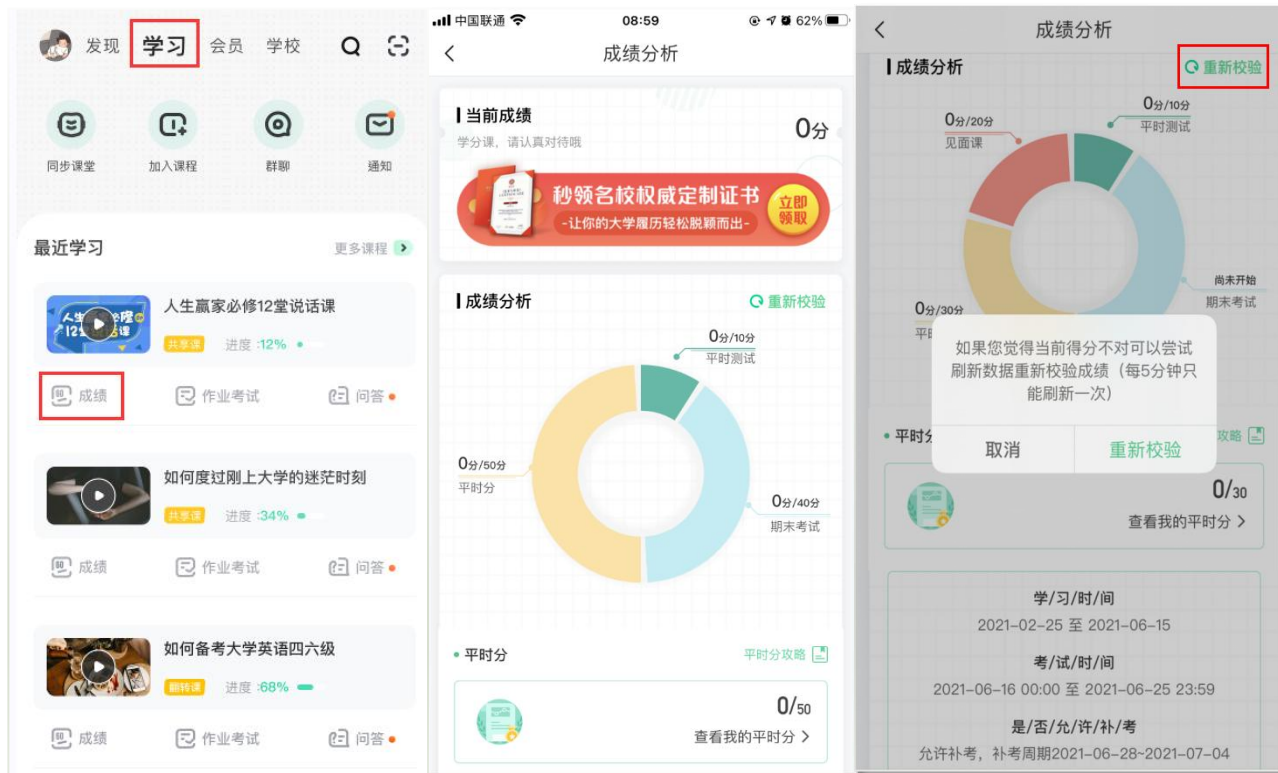 发现 学习 会员 学校
同步课堂 加入课程 群聊 通知
最近学习 更多课程
人生赢家必修12堂说话课
共享课 进度 :12%
成绩 作业考试 问答
如何度过刚上大学的迷茫时刻
共享课 进度 :34%
成绩 作业考试 问答
如何备考大学英语四六级
翻转课 进度 :68%
成绩 作业考试 问答
中国联通 08:59 62%
成绩分析
当前成绩
学分课，请认真对待哦
0分
秒领名校权威定制证书
-让你的大学履历轻松脱颖而出-
立即
领取
成绩分析 重新校验
0分/10分
平时测试
0分/50分
平时分
0分/40分
期末考试
平时分 平时分攻略
0/50
查看我的平时分
成绩分析
成绩分析 重新校验
0分/10分
平时测试
0分/20分
见面课
尚未开始
期末考试
0分/30分
如果您觉得当前得分不对可以尝试
刷新数据重新校验成绩（每5分钟只
能刷新一次）
取消 重新校验
平时分 攻略
0/30
查看我的平时分
学/习/时/间
2021-02-25 至 2021-06-15
考/试/时/间
2021-06-16 00:00 至 2021-06-25 23:59
是/否/允/许/补/考
允许补考，补考周期2021-06-28~2021-07-04